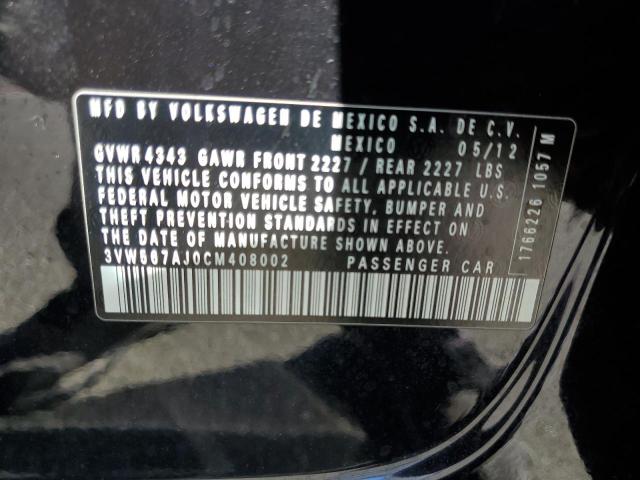 MFD BY VOLKSWAGEN DE MEXICO S.A. DE C.V.
MEXICO 05/12
GVWR 4343 GAWR FRONT 2227 / REAR 2227 LBS
THIS VEHICLE CONFORMS TO ALL APPLICABLE U.S.
FEDERAL MOTOR VEHICLE SAFETY, BUMPER AND
THEFT PREVENTION STANDARDS IN EFFECT ON
THE DATE OF MANUFACTURE SHOWN ABOVE.
3VW507AJ0CM408002 PASSENGER CAR
1766226 1057 M